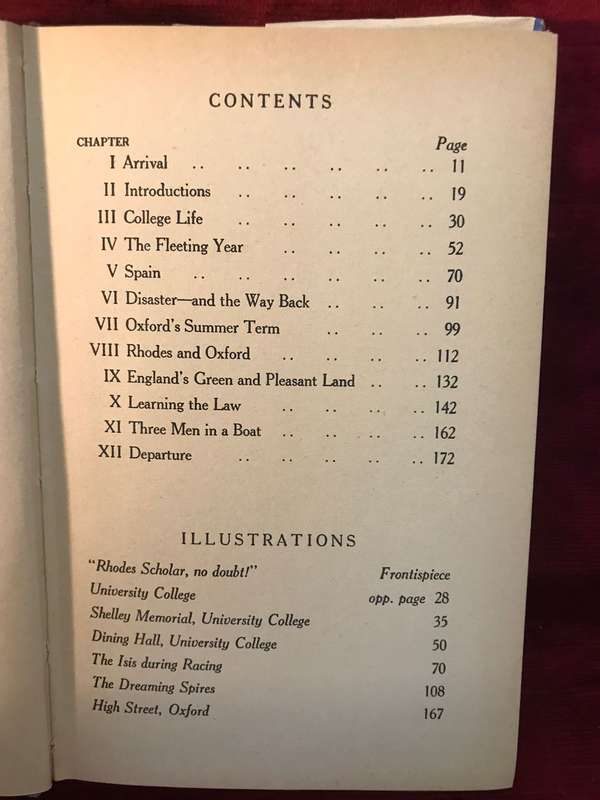 CONTENTS
CHAPTER Page
I Arrival .. .. .. .. .. .. 11
II Introductions .. .. .. .. .. 19
III College Life .. .. .. .. .. 30
IV The Fleeting Year .. .. .. .. 52
V Spain .. .. .. .. .. .. 70
VI Disaster—and the Way Back .. .. .. 91
VII Oxford's Summer Term .. .. .. 99
VIII Rhodes and Oxford .. .. .. .. 112
IX England's Green and Pleasant Land .. .. 132
X Learning the Law .. .. .. .. 142
XI Three Men in a Boat .. .. .. .. 162
XII Departure .. .. .. .. .. 172
ILLUSTRATIONS
"Rhodes Scholar, no doubt!" Frontispiece
University College opp. page 28
Shelley Memorial, University College 35
Dining Hall, University College 50
The Isis during Racing 70
The Dreaming Spires 108
High Street, Oxford 167